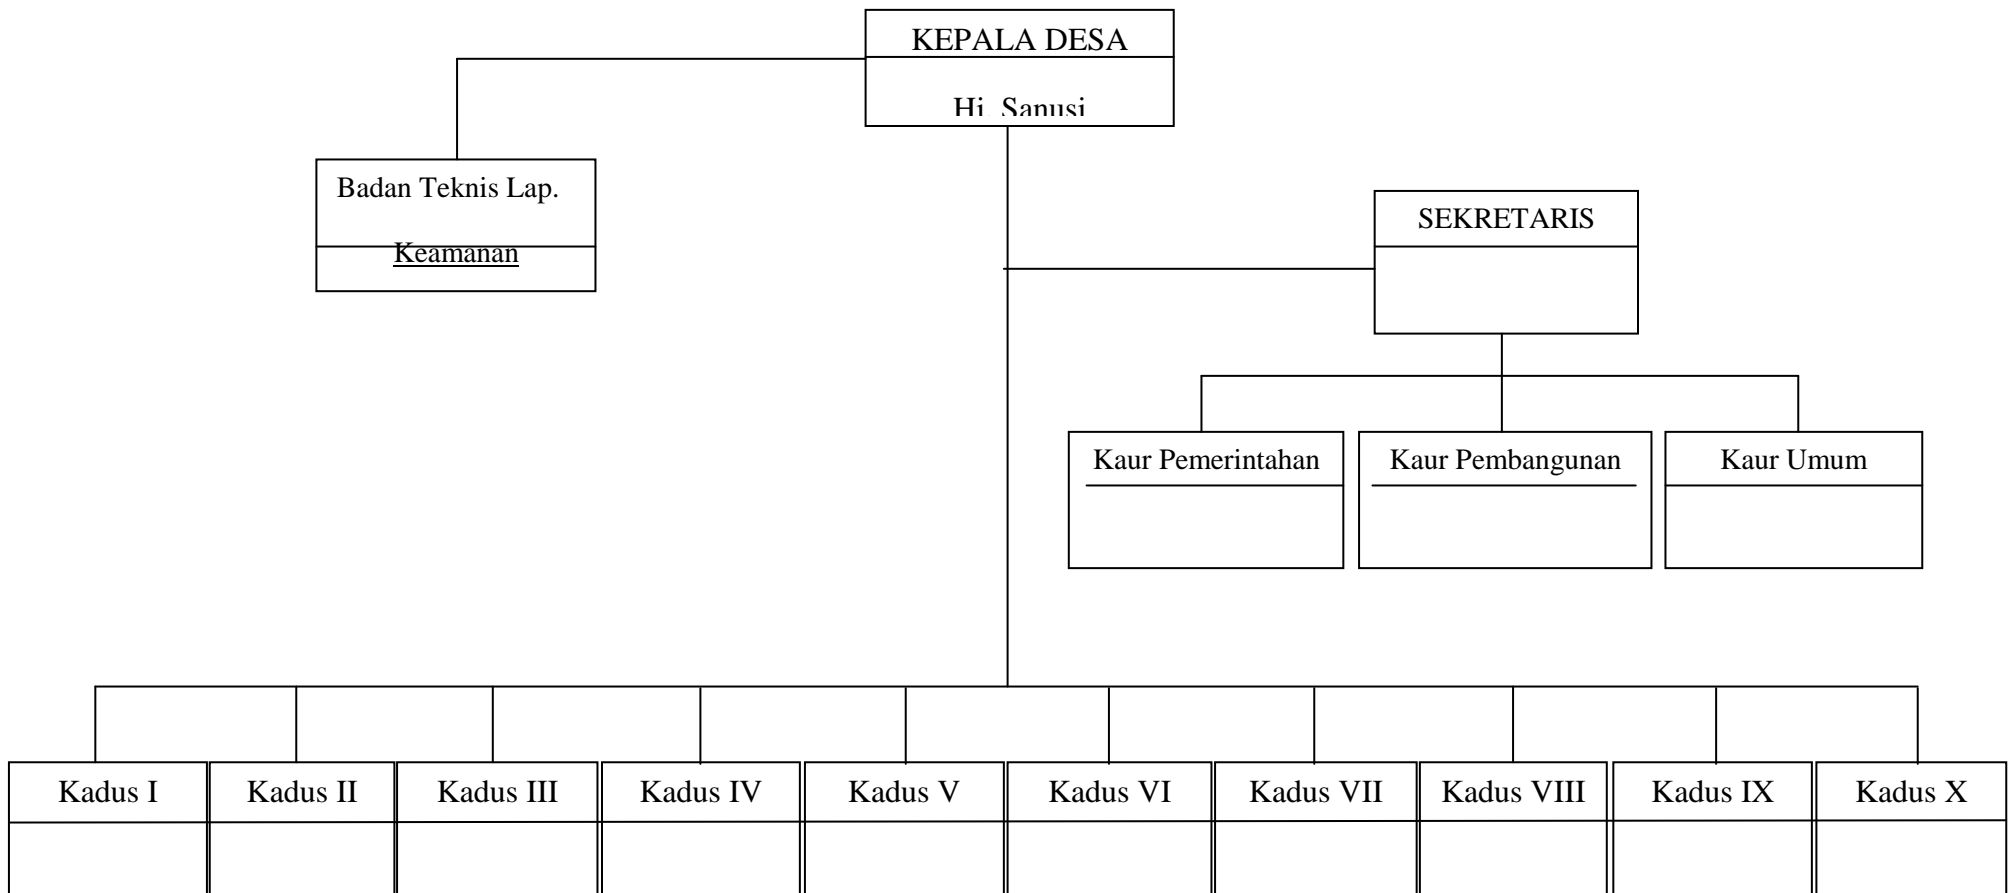 KEPALA DESA
Hi. Sanusi
Badan Teknis Lap.
Keamanan
SEKRETARIS
Kaur Pemerintahan
Kaur Pembangunan
Kaur Umum
Kadus I
Kadus II
Kadus III
Kadus IV
Kadus V
Kadus VI
Kadus VII
Kadus VIII
Kadus IX
Kadus X